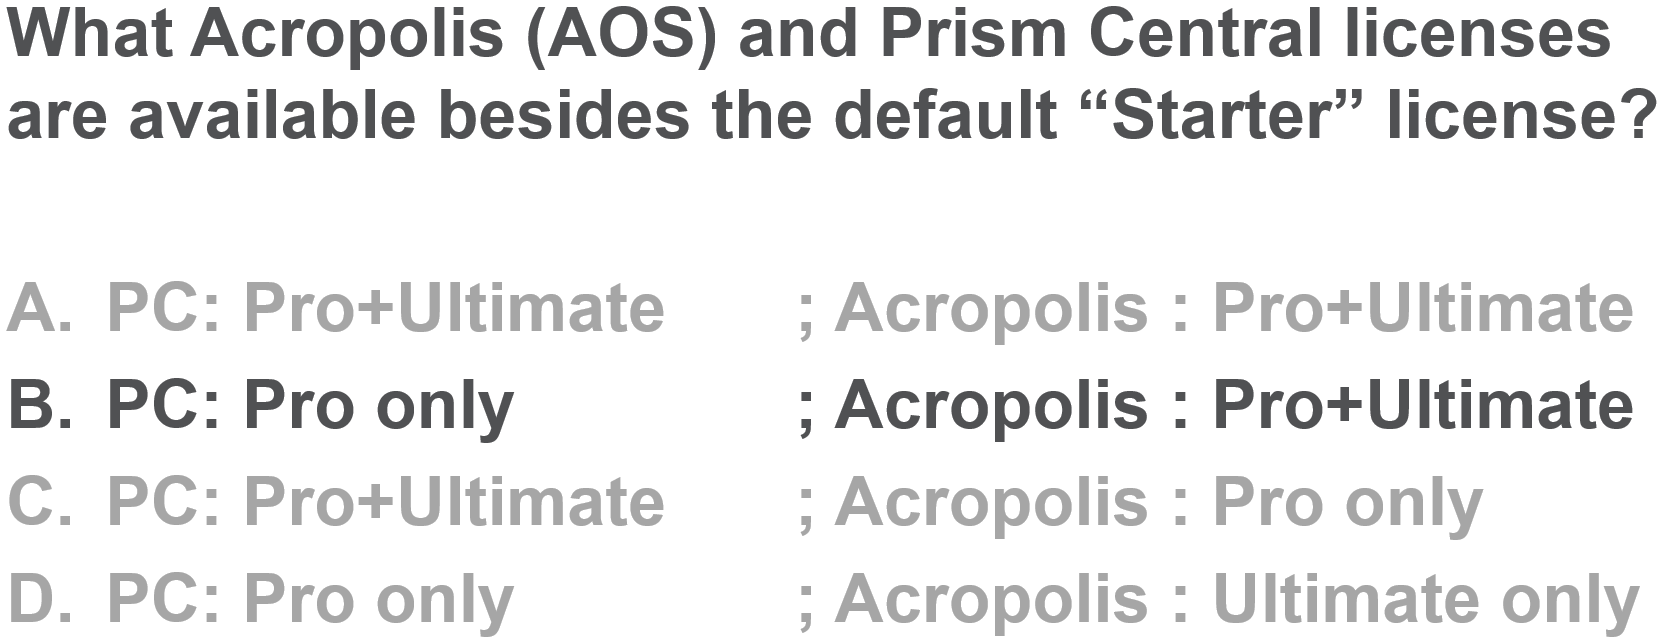 What Acropolis (AOS) and Prism Central licenses
are available besides the default “Starter” license?
A. PC: Pro+Ultimate ; Acropolis : Pro+Ultimate
B. PC: Pro only ; Acropolis : Pro+Ultimate
C. PC: Pro+Ultimate ; Acropolis : Pro only
D. PC: Pro only ; Acropolis : Ultimate only